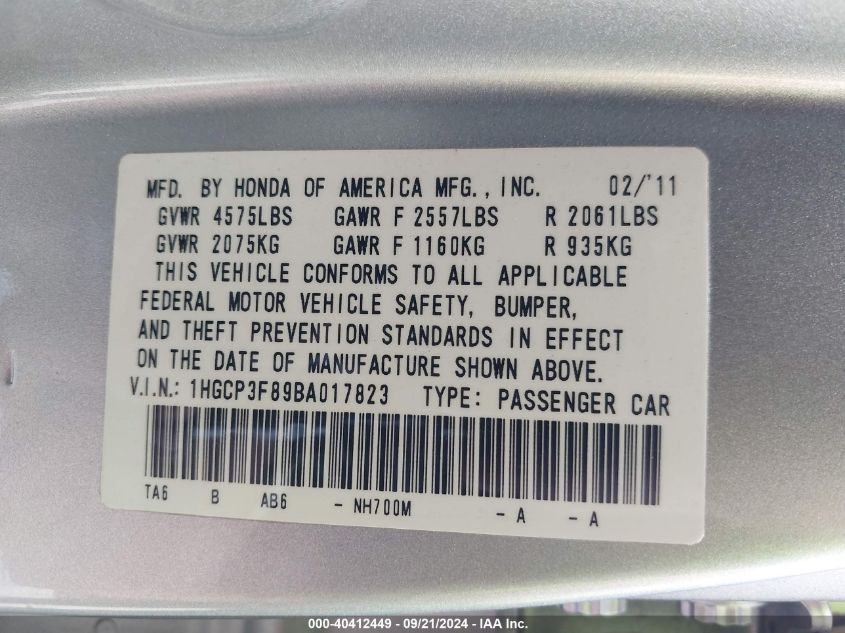 MFD. BY HONDA OF AMERICA MFG., INC. 02/'11
GVWR 4575LBS GAWR F 2557LBS R 2061LBS
GVWR 2075KG GAWR F 1160KG R 935KG
THIS VEHICLE CONFORMS TO ALL APPLICABLE
FEDERAL MOTOR VEHICLE SAFETY, BUMPER,
AND THEFT PREVENTION STANDARDS IN EFFECT
ON THE DATE OF MANUFACTURE SHOWN ABOVE.
V.I.N.: 1HGCP3F89BA017823 TYPE: PASSENGER CAR
TA6 B AB6 - NH700M - A - A
000-40412449 - 09/21/2024 - IAA Inc.